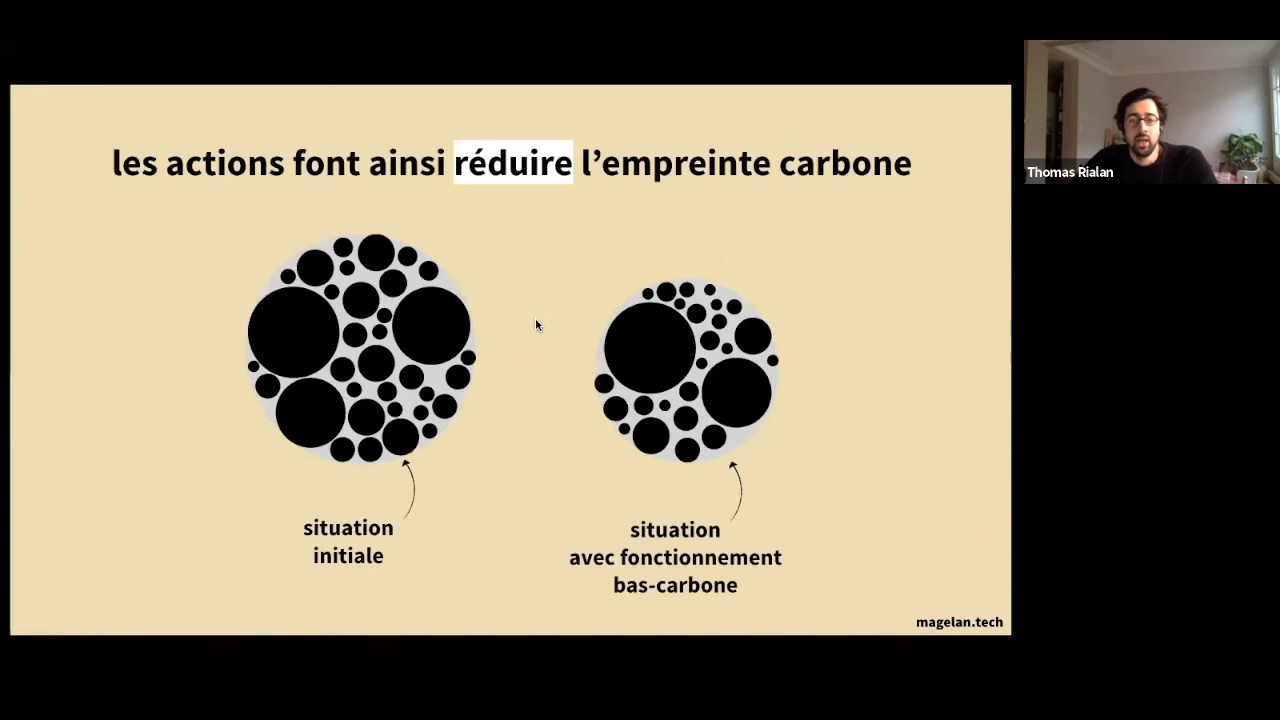 les actions font ainsi réduire l’empreinte carbone
Thomas Rialan
situation
initiale
situation
avec fonctionnement
bas-carbone
magelan.tech